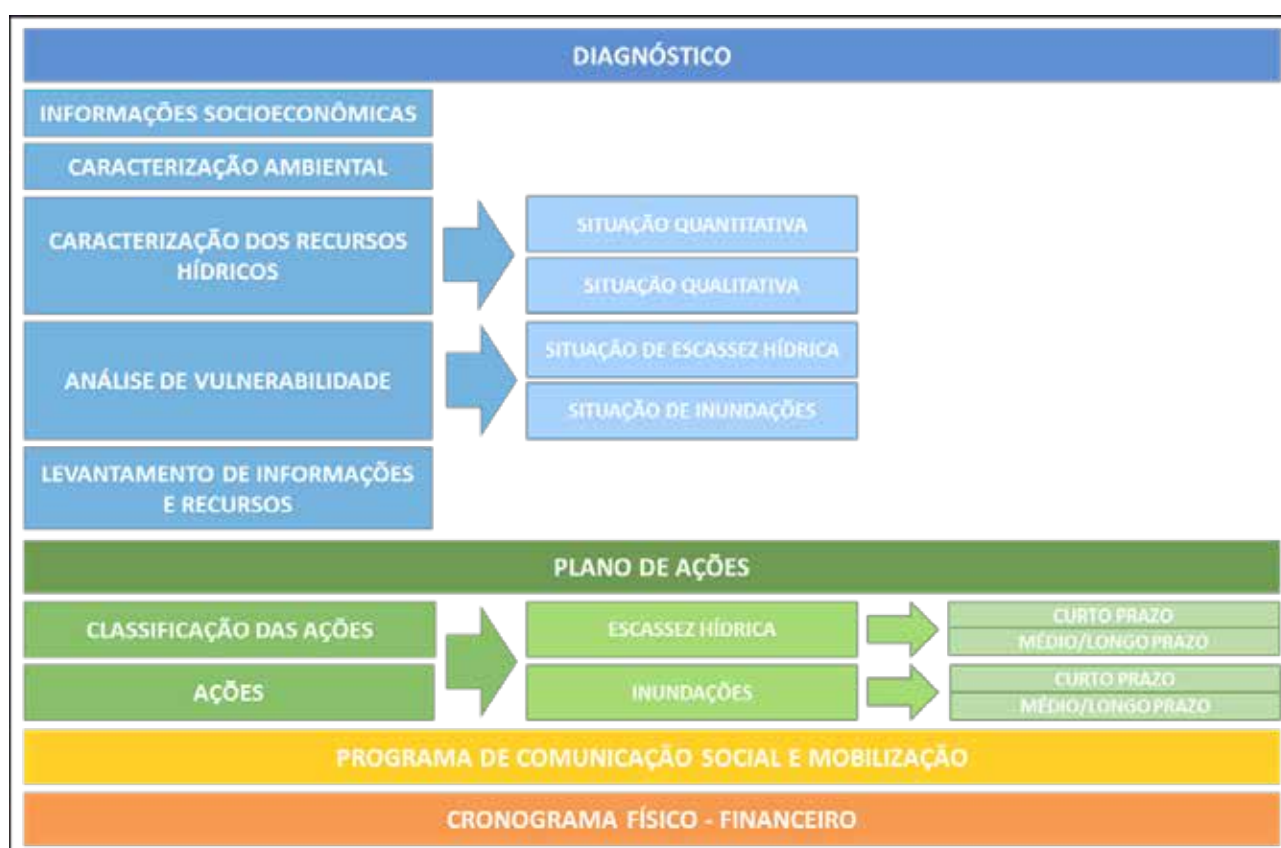 DIAGNÓSTICO
INFORMAÇÕES SOCIOECONÔMICAS
CARACTERIZAÇÃO AMBIENTAL
CARACTERIZAÇÃO DOS RECURSOS
HÍDRICOS
SITUAÇÃO QUANTITATIVA
SITUAÇÃO QUALITATIVA
ANÁLISE DE VULNERABILIDADE
SITUAÇÃO DE ESCASSEZ HÍDRICA
SITUAÇÃO DE INUNDAÇÕES
LEVANTAMENTO DE INFORMAÇÕES
E RECURSOS
PLANO DE AÇÕES
CLASSIFICAÇÃO DAS AÇÕES
ESCASSEZ HÍDRICA
CURTO PRAZO
MÉDIO/LONGO PRAZO
AÇÕES
INUNDAÇÕES
CURTO PRAZO
MÉDIO/LONGO PRAZO
PROGRAMA DE COMUNICAÇÃO SOCIAL E MOBILIZAÇÃO
CRONOGRAMA FÍSICO - FINANCEIRO